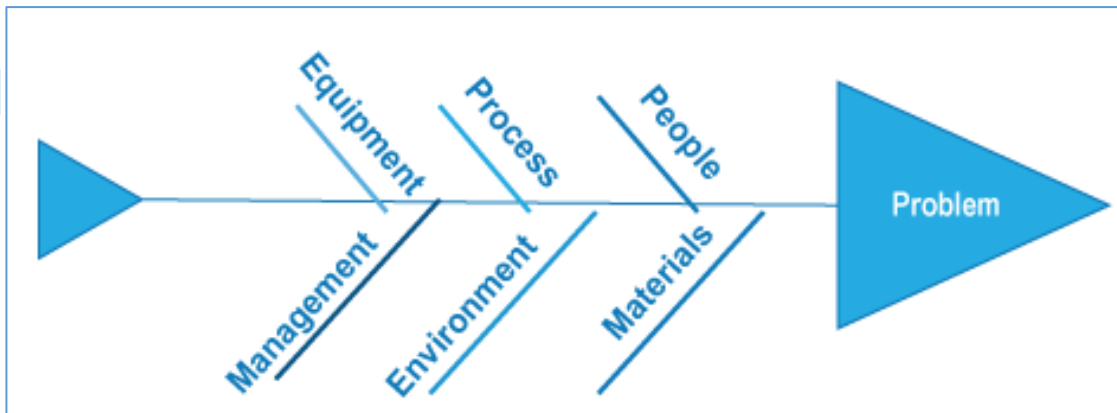 Equipment
Process
People
Problem
Management
Environment
Materials